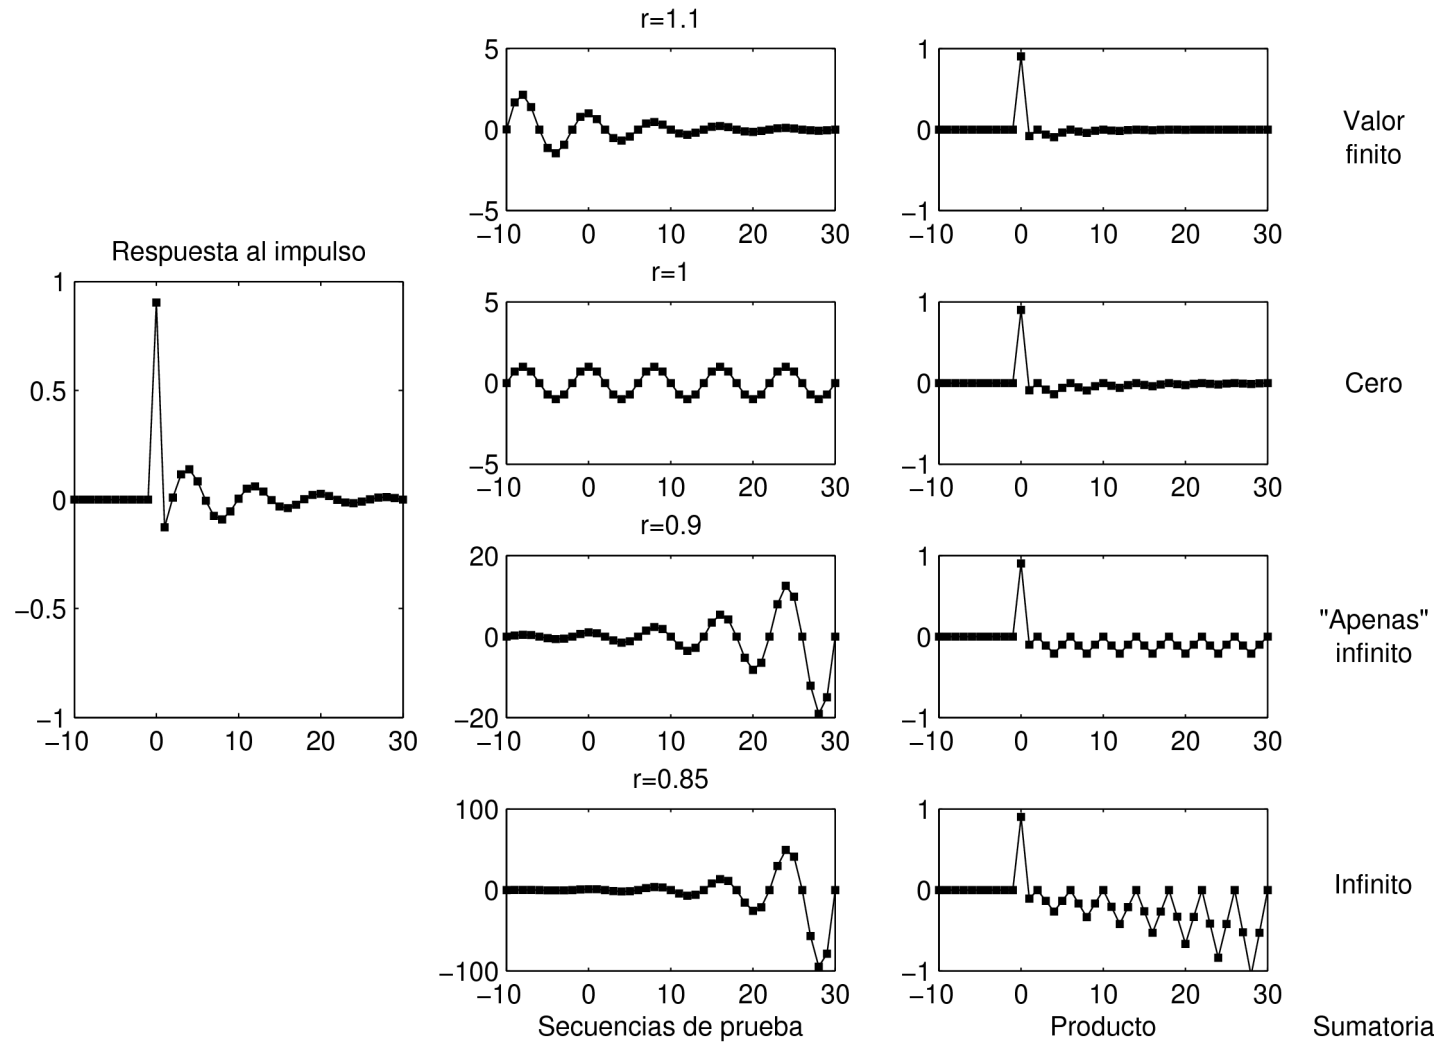 r=1.1
5
0
−5
−10 0 10 20 30
1
0
−1
−10 0 10 20 30
Valor
finito
Respuesta al impulso
1
0.5
0
−0.5
−1
−10 0 10 20 30
r=1
5
0
−5
−10 0 10 20 30
1
0
−1
−10 0 10 20 30
Cero
r=0.9
20
0
−20
−10 0 10 20 30
1
0
−1
−10 0 10 20 30
"Apenas"
infinito
r=0.85
100
0
−100
−10 0 10 20 30
Secuencias de prueba
1
0
−1
−10 0 10 20 30
Producto
Infinito
Sumatoria